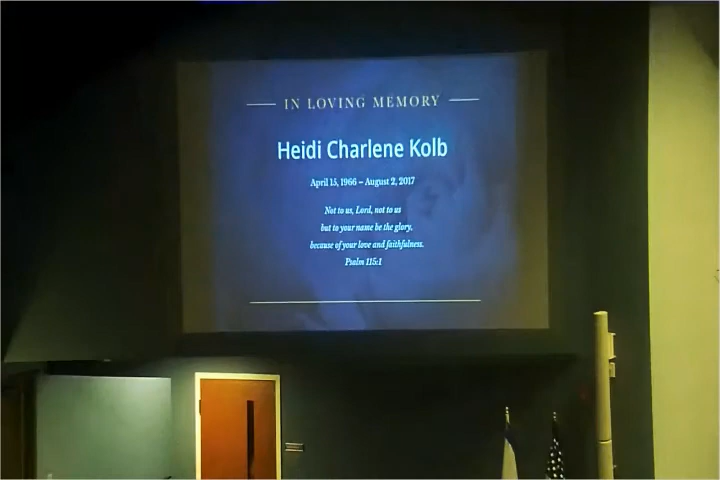 IN LOVING MEMORY
Heidi Charlene Kolb
April 15, 1966 – August 2, 2017
Not to us, Lord, not to us
but to your name be the glory,
because of your love and faithfulness.
Psalm 115:1